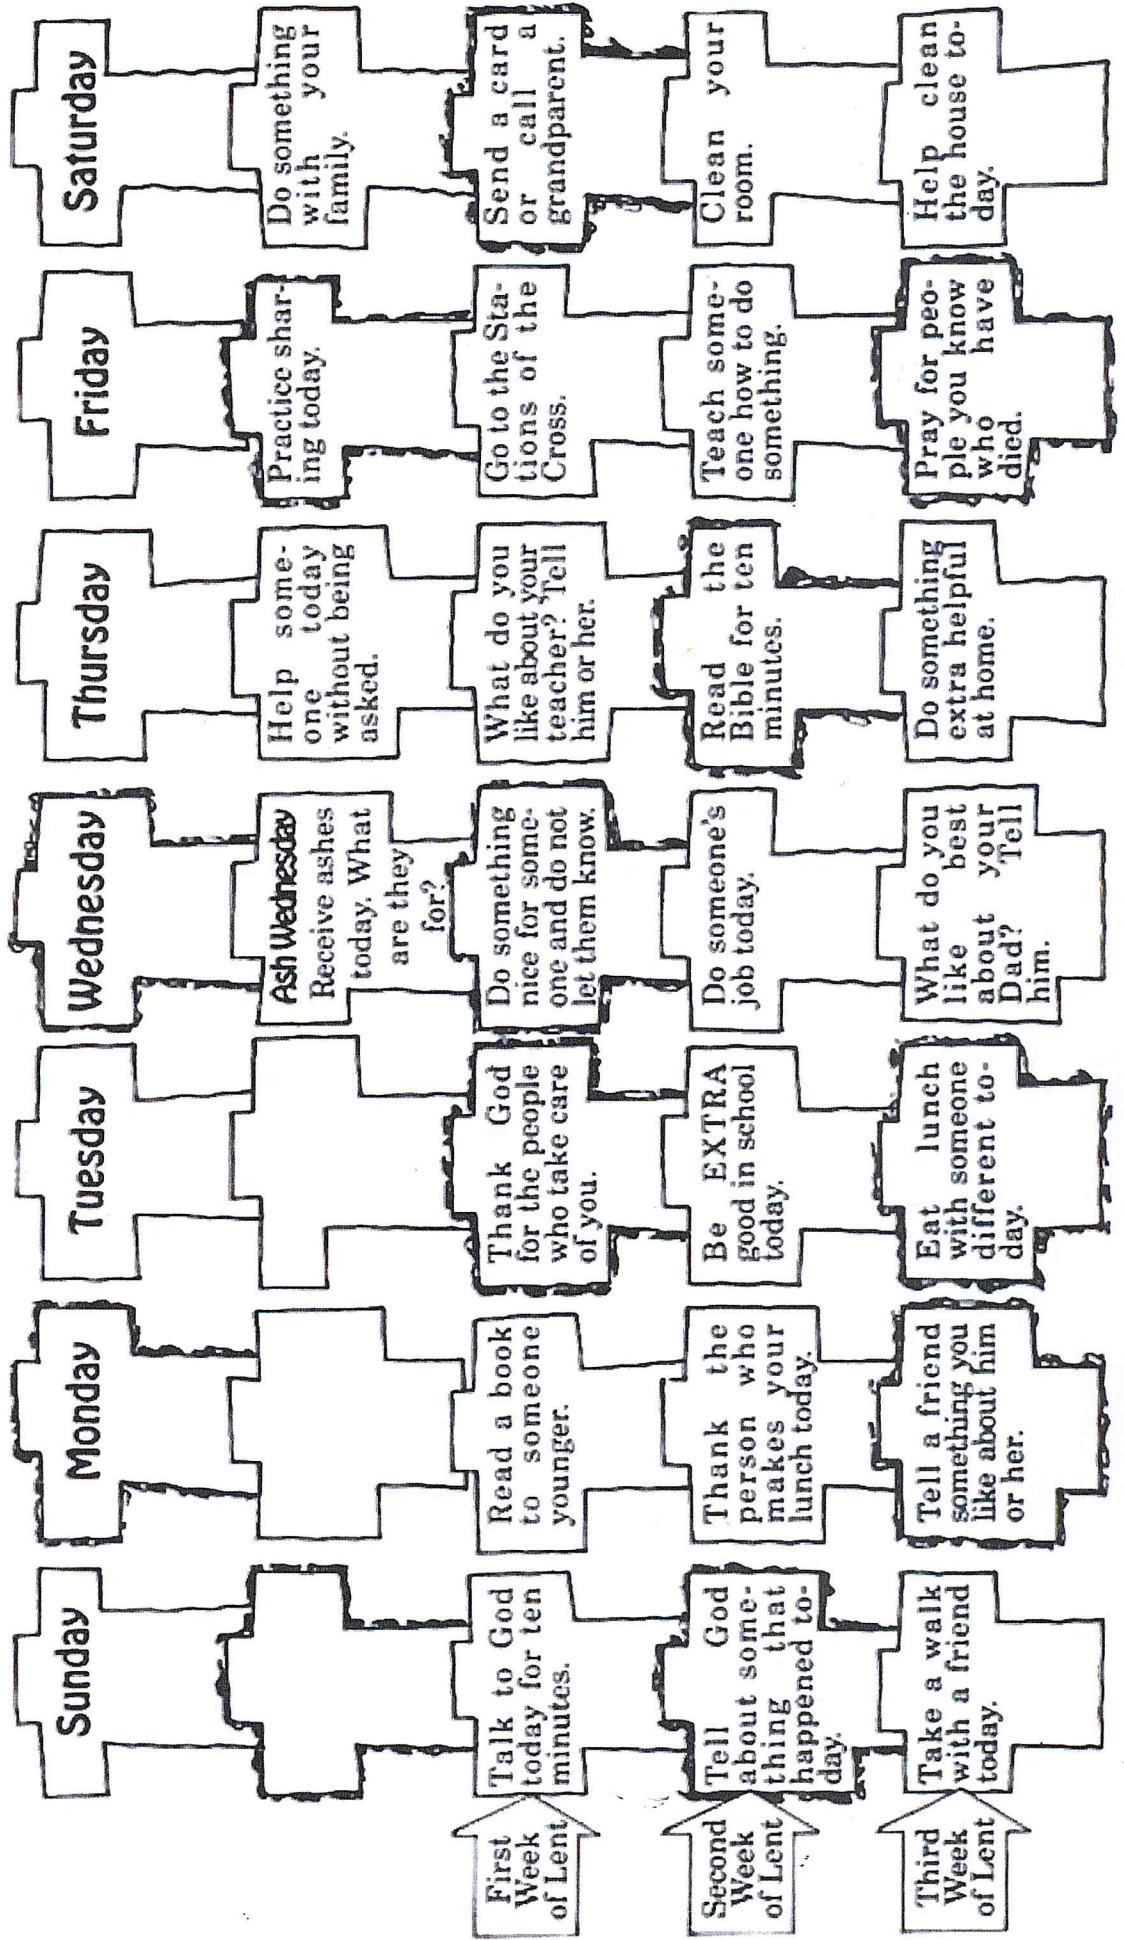 Sunday
Monday
Tuesday
Wednesday
Thursday
Friday
Saturday
Ash Wednesday
Receive ashes
today. What
are they
for?
Help some-
one today
without being
asked.
Practice shar-
ing today.
Do something
with your
family.
First
Week
of Lent
Talk to God
today for ten
minutes.
Read a book
to someone
younger.
Thank God
for the people
who take care
of you.
Do something
nice for some-
one and do not
let them know.
What do you
like about your
teacher? Tell
him or her.
Go to the Sta-
tions of the
Cross.
Send a card
or call a
grandparent.
Second
Week
of Lent
Tell God
about some-
thing that
happened to-
day.
Thank the
person who
makes your
lunch today.
Be EXTRA
good in school
today.
Do someone's
job today.
Read the
Bible for ten
minutes.
Teach some-
one how to do
something.
Clean your
room.
Third
Week
of Lent
Take a walk
with a friend
today.
Tell a friend
something you
like about him
or her.
Eat lunch
with someone
different to-
day.
What do you
like best
about your
Dad? Tell
him.
Do something
extra helpful
at home.
Pray for peo-
ple you know
who have
died.
Help clean
the house to-
day.